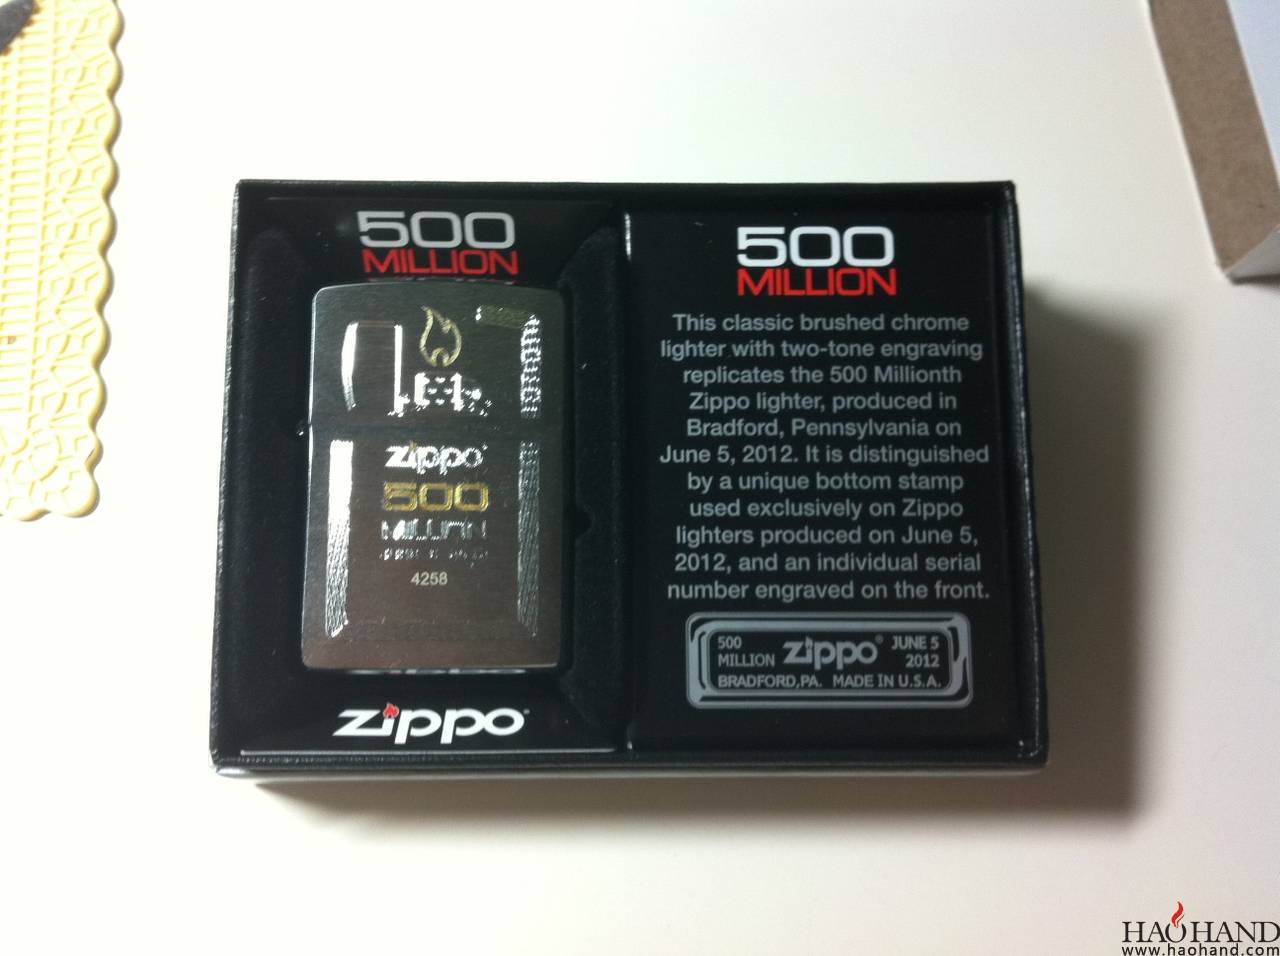 500
MILLION
zippo
500
MILLION
4258
zippo
500
MILLION
This classic brushed chrome
lighter with two-tone engraving
replicates the 500 Millionth
Zippo lighter, produced in
Bradford, Pennsylvania on
June 5, 2012. It is distinguished
by a unique bottom stamp
used exclusively on Zippo
lighters produced on June 5,
2012, and an individual serial
number engraved on the front.
500 MILLION zippo® JUNE 5 2012
BRADFORD,PA. MADE IN U.S.A.
HAOHAND
www.haohand.com